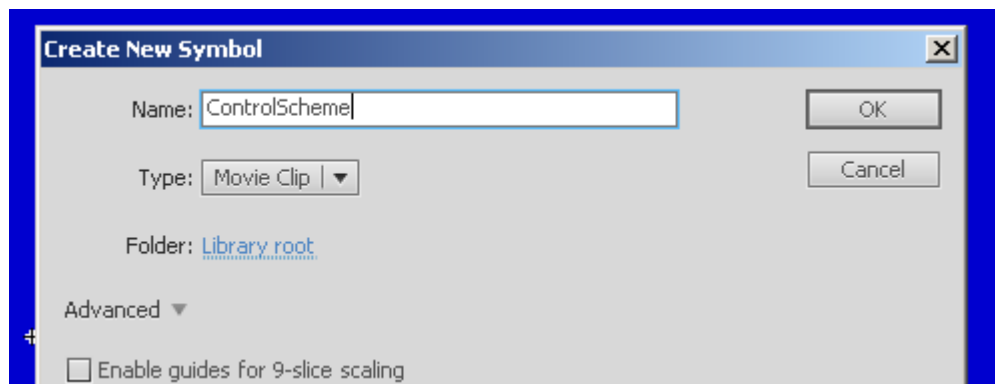 Create New Symbol
Name: ControlScheme
OK
Type: Movie Clip
Cancel
Folder: Library root
Advanced
Enable guides for 9-slice scaling